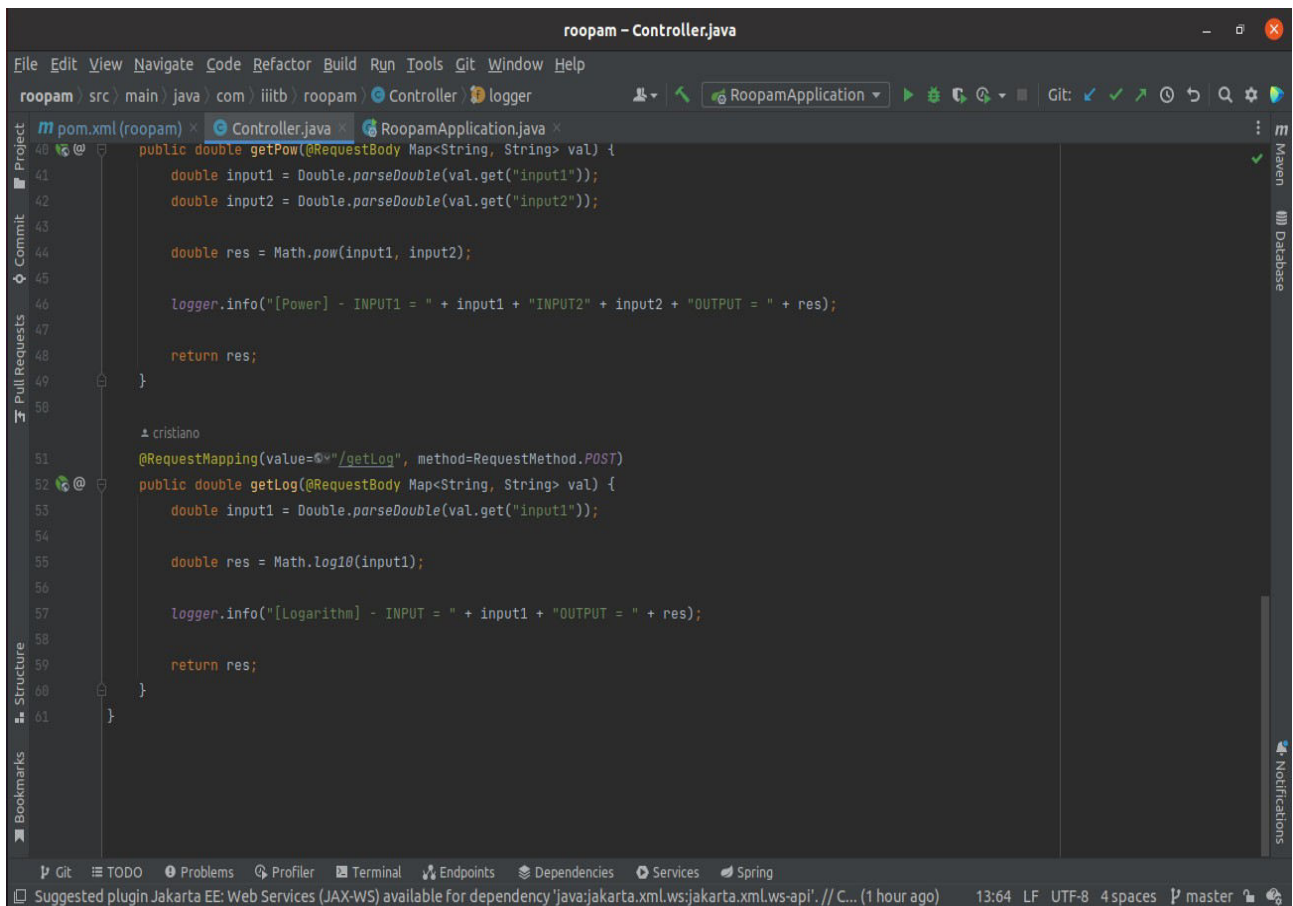 roopam – Controller.java
File Edit View Navigate Code Refactor Build Run Tools Git Window Help
roopam src main java com iiitb roopam Controller logger RoopamApplication Git:
pom.xml (roopam) Controller.java RoopamApplication.java
40 public double getPow(@RequestBody Map<String, String> val) {
41 double input1 = Double.parseDouble(val.get("input1"));
42 double input2 = Double.parseDouble(val.get("input2"));
43
44 double res = Math.pow(input1, input2);
45
46 logger.info("[Power] - INPUT1 = " + input1 + "INPUT2" + input2 + "OUTPUT = " + res);
47
48 return res;
49 }
50
cristiano
51 @RequestMapping(value="/getLog", method=RequestMethod.POST)
52 public double getLog(@RequestBody Map<String, String> val) {
53 double input1 = Double.parseDouble(val.get("input1"));
54
55 double res = Math.log10(input1);
56
57 logger.info("[Logarithm] - INPUT = " + input1 + "OUTPUT = " + res);
58
59 return res;
60 }
61 }
Project
Commit
Pull Requests
Structure
Bookmarks
Maven
Database
Notifications
Git TODO Problems Profiler Terminal Endpoints Dependencies Services Spring
Suggested plugin Jakarta EE: Web Services (JAX-WS) available for dependency 'java:jakarta.xml.ws:jakarta.xml.ws-api'. // C... (1 hour ago) 13:64 LF UTF-8 4 spaces master